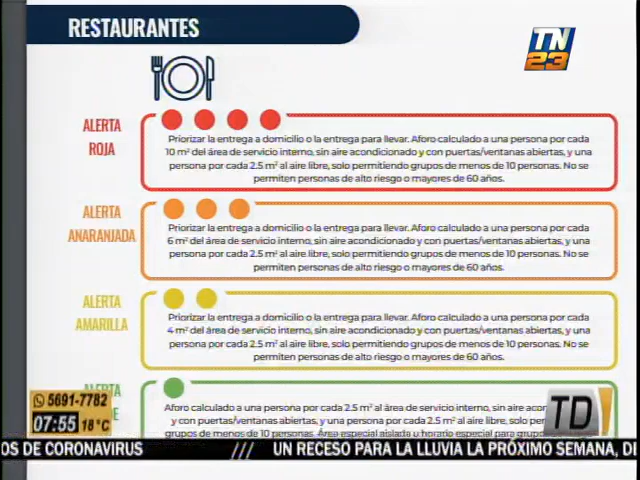 RESTAURANTES
TN
23
ALERTA
ROJA
Priorizar la entrega a domicilio o la entrega para llevar. Aforo calculado a una persona por cada
10 m² del área de servicio interno, sin aire acondicionado y con puertas/ventanas abiertas, y una
persona por cada 2.5 m² al aire libre, solo permitiendo grupos de menos de 10 personas. No se
permiten personas de alto riesgo o mayores de 60 años.
ALERTA
ANARANJADA
Priorizar la entrega a domicilio o la entrega para llevar. Aforo calculado a una persona por cada
6 m² del área de servicio interno, sin aire acondicionado y con puertas/ventanas abiertas, y una
persona por cada 2.5 m² al aire libre, solo permitiendo grupos de menos de 10 personas. No se
permiten personas de alto riesgo o mayores de 60 años.
ALERTA
AMARILLA
Priorizar la entrega a domicilio o la entrega para llevar. Aforo calculado a una persona por cada
4 m² del área de servicio interno, sin aire acondicionado y con puertas/ventanas abiertas, y una
persona por cada 2.5 m² al aire libre, solo permitiendo grupos de menos de 10 personas. No se
permiten personas de alto riesgo o mayores de 60 años.
ALERTA
Aforo calculado a una persona por cada 2.5 m² al área de servicio interno, sin aire
y con puertas/ventanas abiertas, y una persona por cada 2.5 m² al aire libre, solo
grupos de menos de 10 personas. Área especial aislada u horario especial para
5691-7782
07:55 18°C
TD
OS DE CORONAVIRUS /// UN RECESO PARA LA LLUVIA LA PRÓXIMO SEMANA, DI